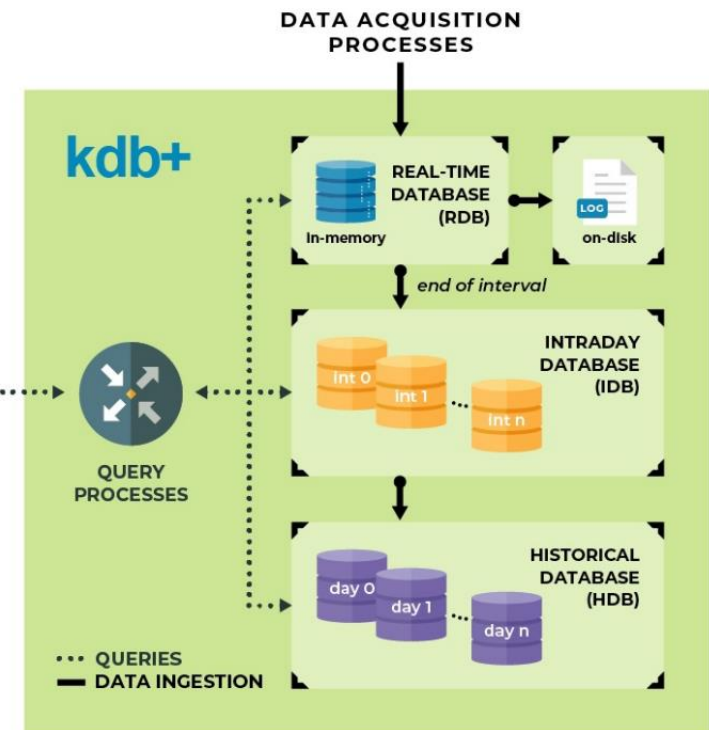 DATA ACQUISITION
PROCESSES
kdb+
REAL-TIME
DATABASE
(RDB)
in-memory
LOG
on-disk
end of interval
INTRADAY
DATABASE
(IDB)
int 0
int 1
int n
QUERY
PROCESSES
HISTORICAL
DATABASE
(HDB)
day 0
day 1
day n
QUERIES
DATA INGESTION